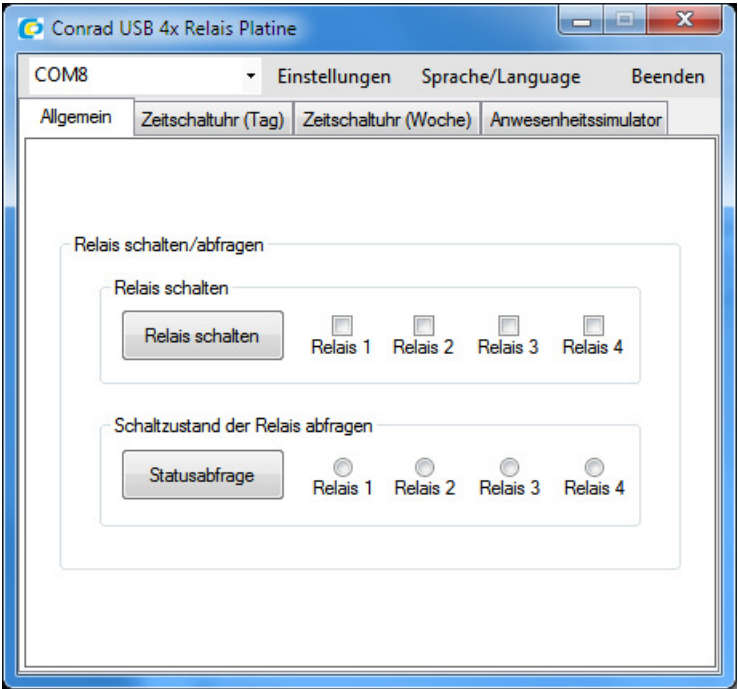 Conrad USB 4x Relais Platine
COM8 Einstellungen Sprache/Language Beenden
Allgemein Zeitschaltuhr (Tag) Zeitschaltuhr (Woche) Anwesenheitssimulator
Relais schalten/abfragen
Relais schalten
Relais schalten Relais 1 Relais 2 Relais 3 Relais 4
Schaltzustand der Relais abfragen
Statusabfrage Relais 1 Relais 2 Relais 3 Relais 4